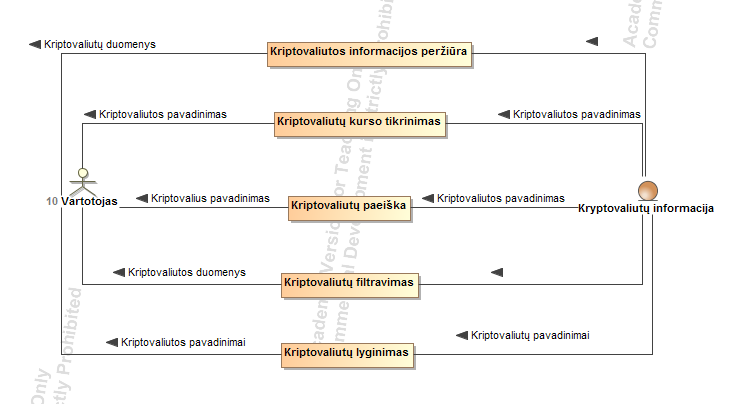 Kriptovaliutų duomenys
Kriptovaliutos informacijos peržiūra
Kriptovaliutos pavadinimas
Kriptovaliutų kurso tikrinimas
Kriptovaliutos pavadinimas
10 Vartotojas
Kriptovalius pavadinimas
Kriptovaliutų paeiška
Kriptovaliutos pavadinimas
Kryptovaliutų informacija
Kriptovaliutos duomenys
Kriptovaliutų filtravimas
Kriptovaliutos pavadinimai
Kriptovaliutų lyginimas
Kriptovaliutų pavadinimai